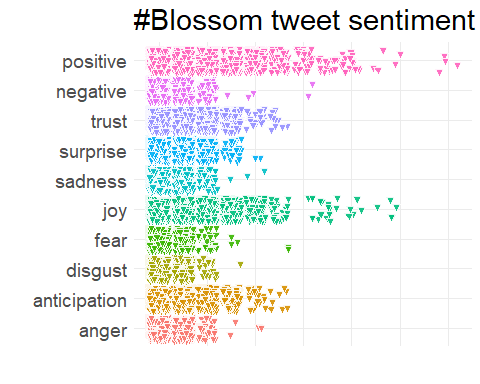 #Blossom tweet sentiment
positive
negative
trust
surprise
sadness
joy
fear
disgust
anticipation
anger